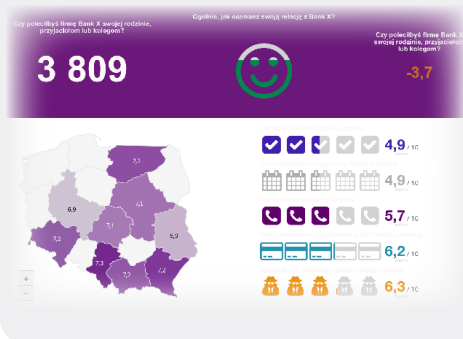 Czy poleciłbyś firmę Bank X swojej rodzinie,
przyjaciołom lub kolegom?
3 809
Ogólnie, jak oceniasz swoją relację z Bank X?
Czy poleciłbyś firmę Bank X
swojej rodzinie, przyjaciołom
lub kolegom?
-3,7
7,2
6,9
7,1
7,1
5,9
7,2
7,3
7,2
7,2
+
−
4,9 / 10
4,9 / 10
5,7 / 10
6,2 / 10
6,3 / 10